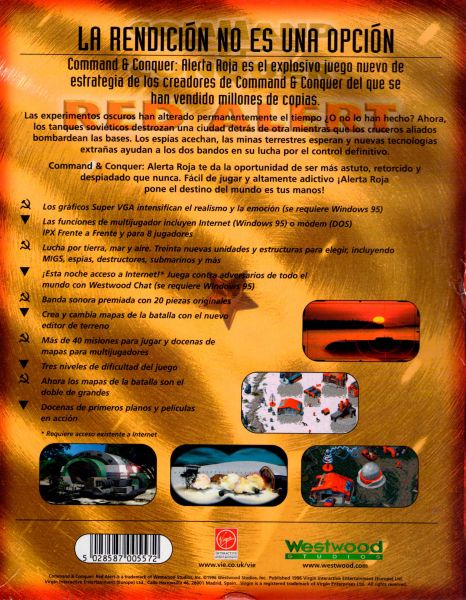 COMMAND
LA RENDICIÓN NO ES UNA OPCIÓN
Command & Conquer: Alerta Roja es el explosivo juego nuevo de
estrategia de los creadores de Command & Conquer del que se
han vendido millones de copias.
RED ALERT
Las experimentos oscuros han alterado permanentemente el tiempo ¿O no lo han hecho? Ahora,
los tanques soviéticos destrozan una ciudad detrás de otra mientras que los cruceros aliados
bombardean las bases. Los espías acechan, las minas terrestres esperan y nuevas tecnologías
extrañas ayudan a los dos bandos en su lucha por el control definitivo.
Command & Conquer: Alerta Roja te da la oportunidad de ser más astuto, retorcido y
despiadado que nunca. Fácil de jugar y altamente adictivo ¡Alerta Roja
pone el destino del mundo es tus manos!
Los gráficos Super VGA intensifican el realismo y la emoción (se requiere Windows 95)
Las funciones de multijugador incluyen Internet (Windows 95) o módem (DOS)
IPX Frente a Frente y para 8 jugadores
Lucha por tierra, mar y aire. Treinta nuevas unidades y estructuras para elegir, incluyendo
MIGS, espías, destructores, submarinos y más
¡Esta noche acceso a Internet!* Juega contra adversarios de todo el
mundo con Westwood Chat (se requiere Windows 95)
Banda sonora premiada con 20 piezas originales
Crea y cambia mapas de la batalla con el nuevo
editor de terreno
Más de 40 misiones para jugar y docenas de
mapas para multijugadores
Tres niveles de dificultad del juego
Ahora los mapas de la batalla son el
doble de grandes
Docenas de primeros planos y películas
en acción
* Requiere acceso existente a Internet
5 028587 005572
Virgin
INTERACTIVE
www.vie.co.uk/vie
Westwood
STUDIOS
www.westwood.com
Command & Conquer: Red Alert is a trademark of Westwood Studios, Inc. ©1996 Westwood Studios, Inc. Published 1996 Virgin Interactive Entertainment (Europe) Ltd.
Virgin Interactive Entertainment (Europe) Ltd., Calle Hermosilla 46, 28001 Madrid, Spain. Virgin is a registered trademark of Virgin Enterprises Ltd. All rights reserved.